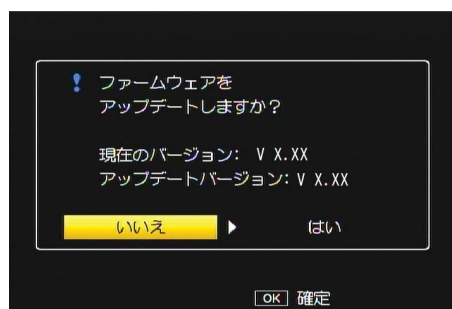 ファームウェアを
アップデートしますか？
現在のバージョン: V X.XX
アップデートバージョン: V X.XX
いいえ はい
OK 確定